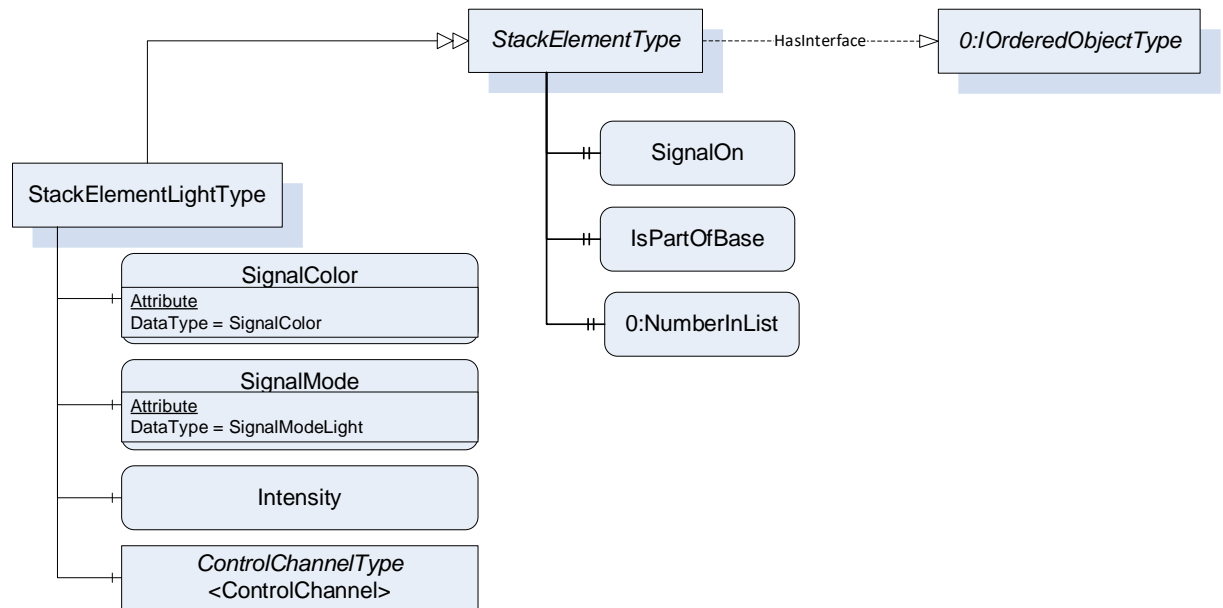 StackElementType
HasInterface
0:IOrderedObjectType
SignalOn
StackElementLightType
IsPartOfBase
SignalColor
Attribute
DataType = SignalColor
0:NumberInList
SignalMode
Attribute
DataType = SignalModeLight
Intensity
ControlChannelType
<ControlChannel>